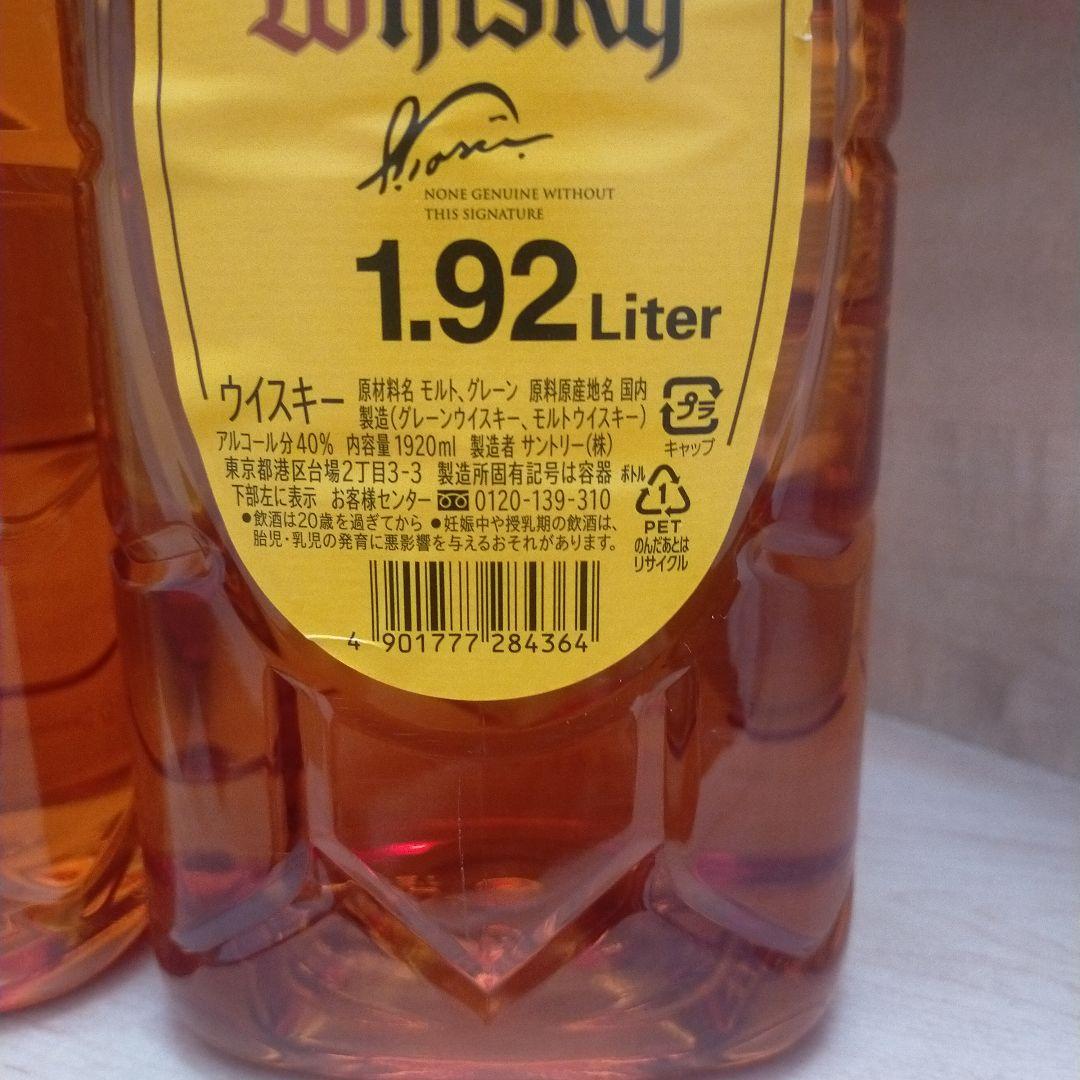 Whisky
NONE GENUINE WITHOUT
THIS SIGNATURE
1.92 Liter
ウイスキー
原材料名 モルト、グレーン 原料原産地名 国内
製造(グレーンウイスキー、モルトウイスキー)
アルコール分40% 内容量1920ml 製造者 サントリー(株)
東京都港区台場2丁目3-3 製造所固有記号は容器
下部左に表示 お客様センター 0120-139-310
●飲酒は20歳を過ぎてから ●妊娠中や授乳期の飲酒は、
胎児・乳児の発育に悪影響を与えるおそれがあります。
プラ
キャップ
ボトル
1
PET
のんだあとは
リサイクル
4 901777 284364